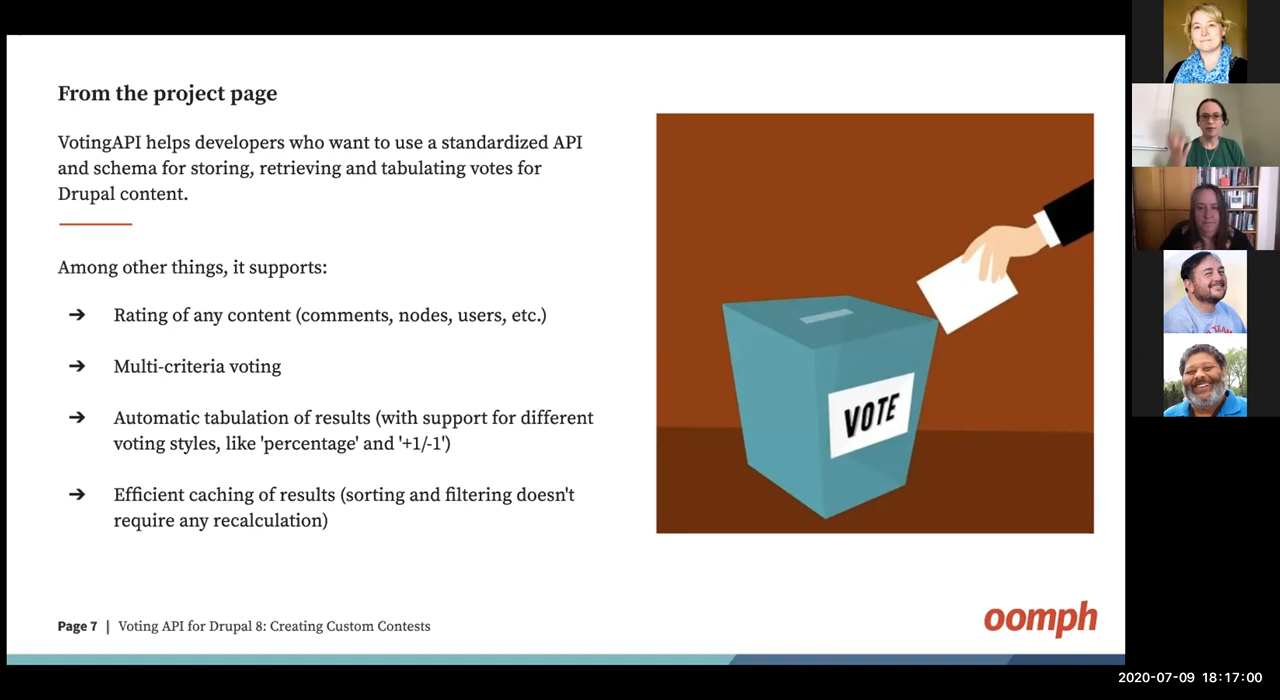 From the project page
VotingAPI helps developers who want to use a standardized API
and schema for storing, retrieving and tabulating votes for
Drupal content.
Among other things, it supports:
➔ Rating of any content (comments, nodes, users, etc.)
➔ Multi-criteria voting
➔ Automatic tabulation of results (with support for different
voting styles, like 'percentage' and '+1/-1')
➔ Efficient caching of results (sorting and filtering doesn't
require any recalculation)
VOTE
Page 7 | Voting API for Drupal 8: Creating Custom Contests
oomph
2020-07-09 18:17:00